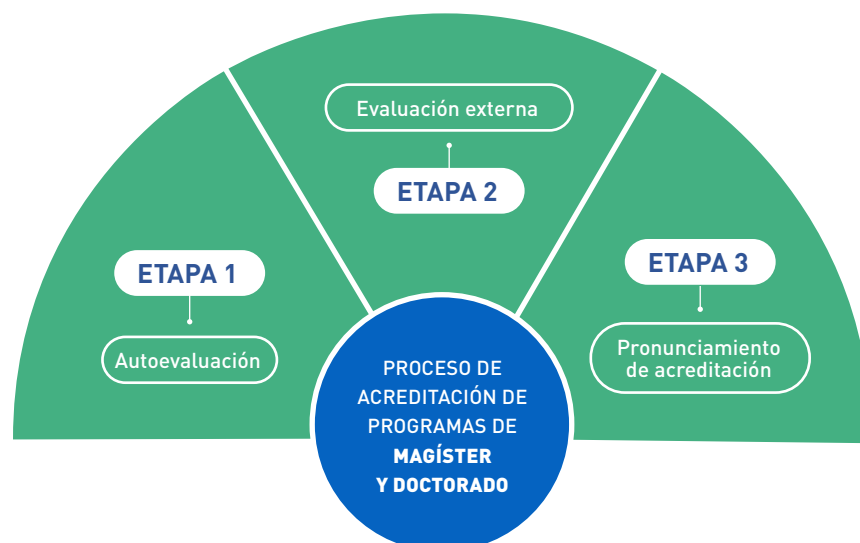 ETAPA 1
Autoevaluación
Evaluación externa
ETAPA 2
ETAPA 3
Pronunciamiento
de acreditación
PROCESO DE
ACREDITACIÓN DE
PROGRAMAS DE
MAGÍSTER
Y DOCTORADO